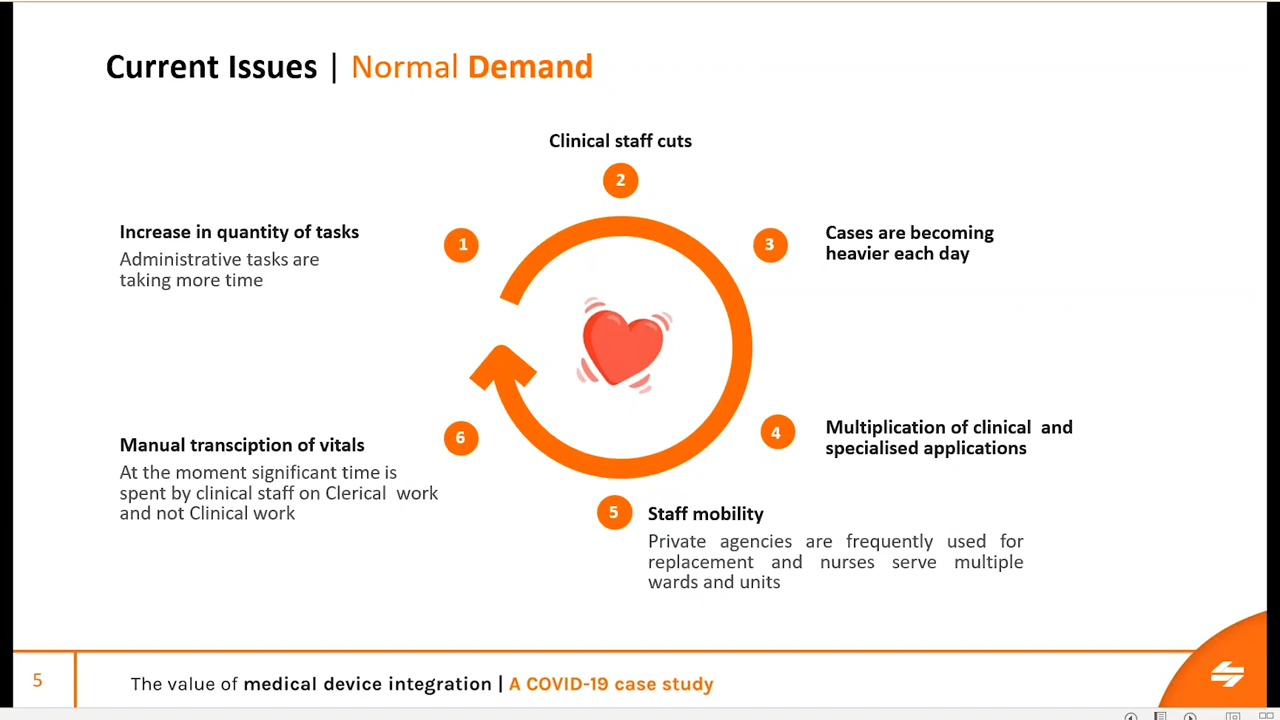 Current Issues | Normal Demand
Clinical staff cuts
2
Increase in quantity of tasks
Administrative tasks are
taking more time
1
3
Cases are becoming
heavier each day
Manual transciption of vitals
At the moment significant time is
spent by clinical staff on Clerical work
and not Clinical work
6
4
Multiplication of clinical and
specialised applications
5
Staff mobility
Private agencies are frequently used for
replacement and nurses serve multiple
wards and units
5
The value of medical device integration | A COVID-19 case study